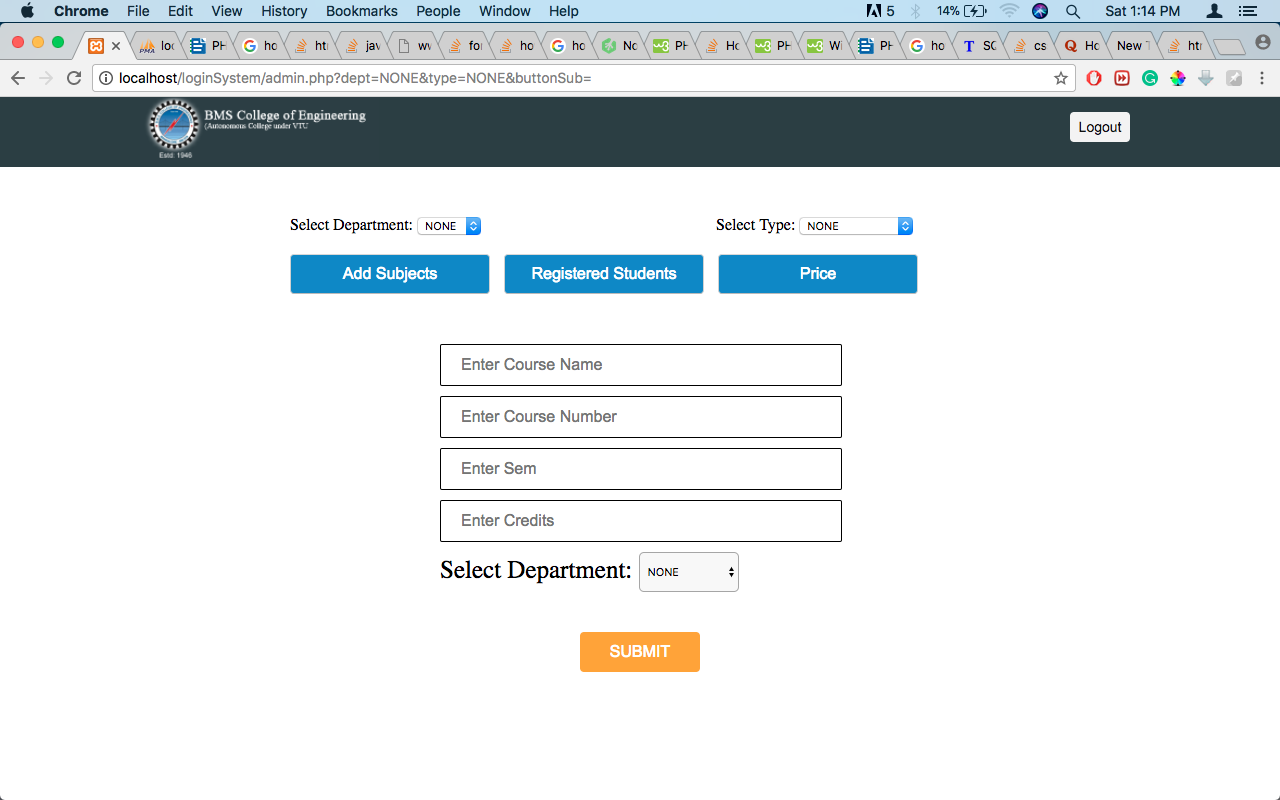 Chrome File Edit View History Bookmarks People Window Help 5 14% Sat 1:14 PM
loc PH ho htt jav wv for ho ho No PH Ho PH Wi PH ho SC cs Ho New T htt
localhost/loginSystem/admin.php?dept=NONE&type=NONE&buttonSub=
BMS College of Engineering
(Autonomous College under VTU
Estd: 1946
Logout
Select Department: NONE Select Type: NONE
Add Subjects Registered Students Price
Enter Course Name
Enter Course Number
Enter Sem
Enter Credits
Select Department: NONE
SUBMIT